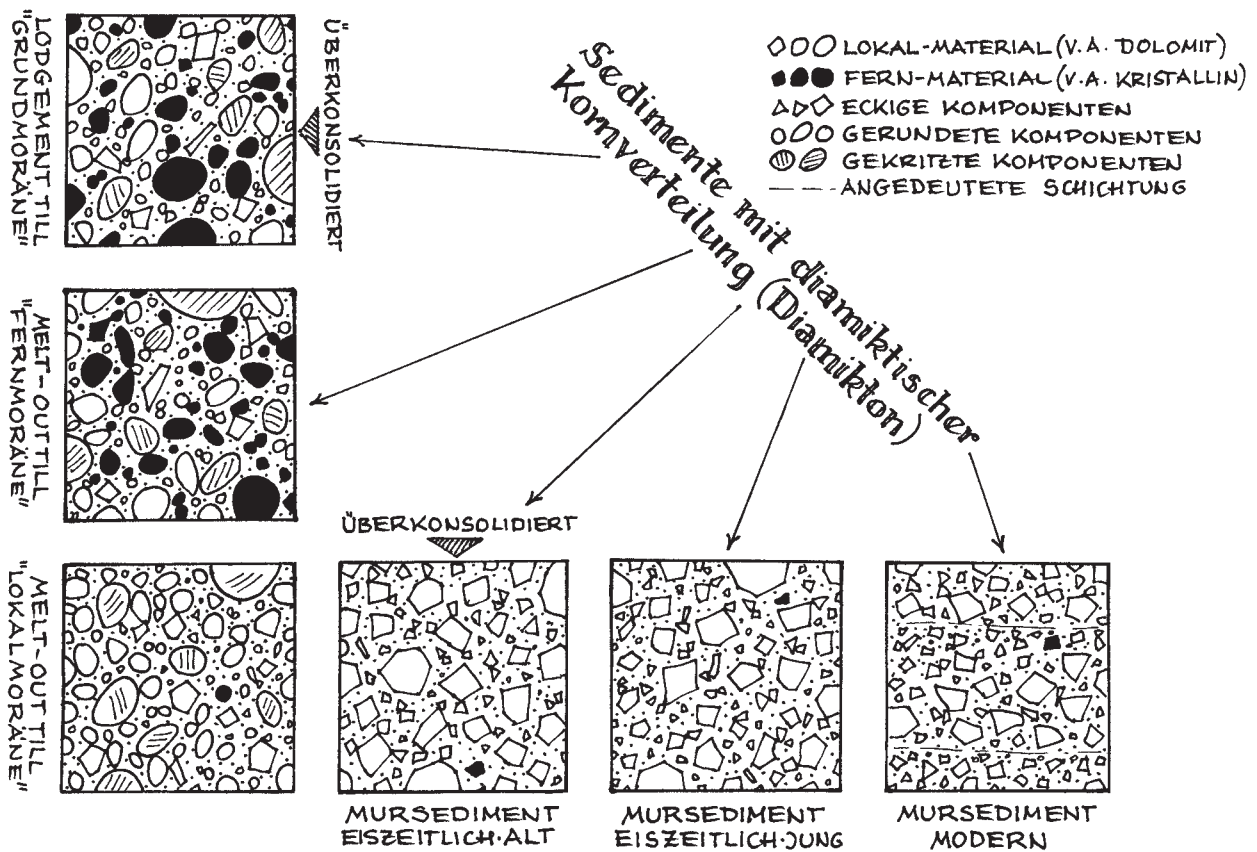 Sedimente mit diamiktischer
Kornverteilung (Diamikton)
LOKAL-MATERIAL (V.A. DOLOMIT)
FERN-MATERIAL (V.A. KRISTALLIN)
ECKIGE KOMPONENTEN
GERUNDETE KOMPONENTEN
GEKRITZTE KOMPONENTEN
ANGEDEUTETE SCHICHTUNG
LODGEMENT TILL
"GRUNDMORÄNE"
ÜBERKONSOLIDIERT
MELT-OUT TILL
"FERNMORÄNE"
MELT-OUT TILL
"LOKALMORÄNE"
ÜBERKONSOLIDIERT
MURSEDIMENT
EISZEITLICH·ALT
MURSEDIMENT
EISZEITLICH·JUNG
MURSEDIMENT
MODERN